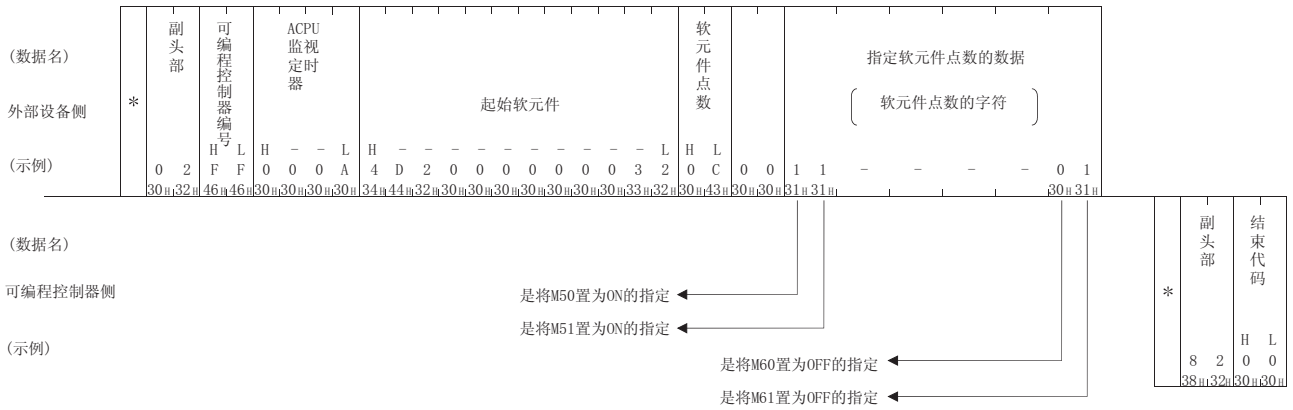 (数据名)
外部设备侧
(示例)
*
副头部
可编程控制器编号
ACPU
监视
定时
器
起始软元件
软元件点数
指定软元件点数的数据
软元件点数的字符
H L H - - L H - - - - - - - - - - L H L
0 2 F F 0 0 0 A 4 D 2 0 0 0 0 0 0 0 3 2 0 C 0 0 1 1 - - - - 0 1
30H 32H 46H 46H 30H 30H 30H 30H 34H 44H 32H 30H 30H 30H 30H 30H 30H 30H 33H 32H 30H 43H 30H 30H 31H 31H 30H 31H
(数据名)
可编程控制器侧
(示例)
是将M50置为ON的指定
是将M51置为ON的指定
是将M60置为OFF的指定
是将M61置为OFF的指定
*
副头部
结束代码
H L
8 2 0 0
38H 32H 30H 30H